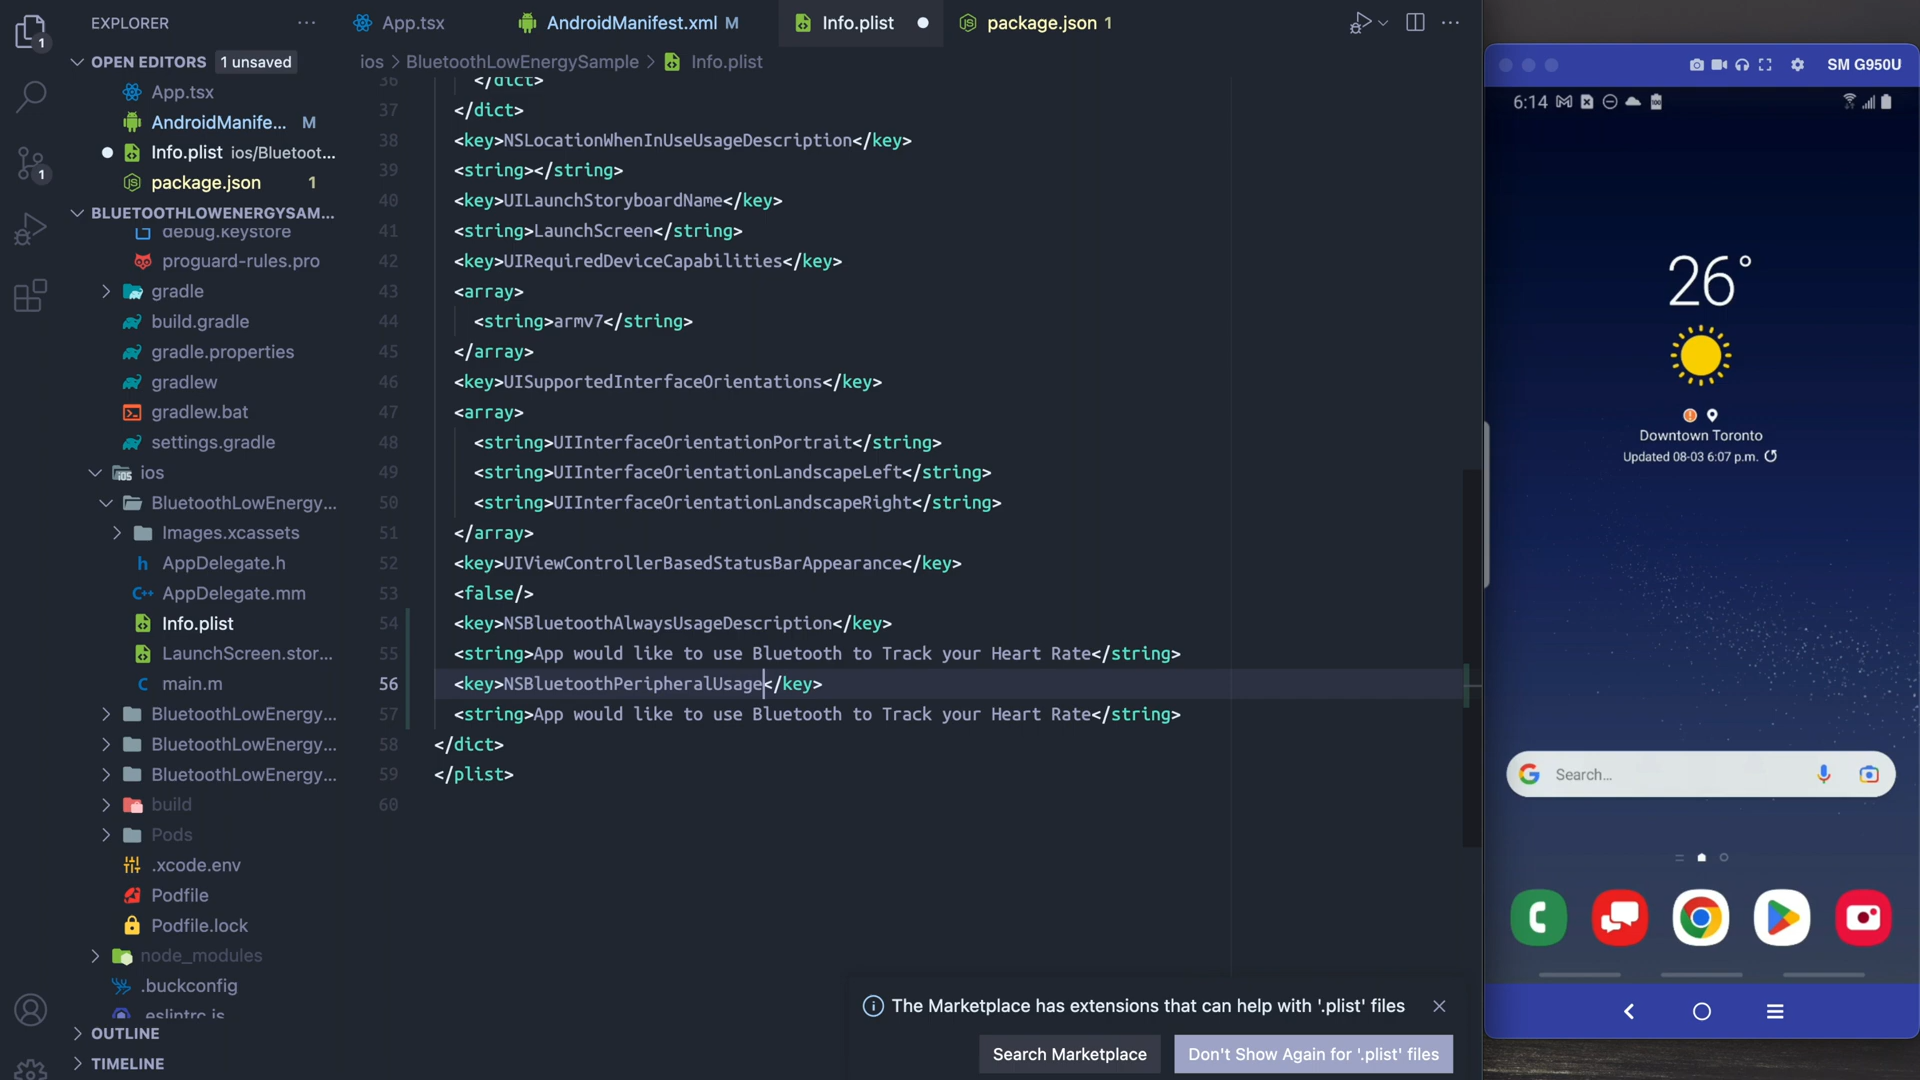 EXPLORER
OPEN EDITORS 1 unsaved
App.tsx
AndroidManife... M
Info.plist ios/Bluetoot...
package.json 1
BLUETOOTHLOWENERGYSAM...
debug.keystore
proguard-rules.pro
gradle
build.gradle
gradle.properties
gradlew
gradlew.bat
settings.gradle
ios
BluetoothLowEnergy...
Images.xcassets
AppDelegate.h
AppDelegate.mm
Info.plist
LaunchScreen.stor...
main.m
BluetoothLowEnergy...
BluetoothLowEnergy...
BluetoothLowEnergy...
build
Pods
.xcode.env
Podfile
Podfile.lock
node_modules
.buckconfig
.eslintrc.js
OUTLINE
TIMELINE
App.tsx AndroidManifest.xml M Info.plist package.json 1
ios > BluetoothLowEnergySample > Info.plist
36 </dict>
37 </dict>
38 <key>NSLocationWhenInUseUsageDescription</key>
39 <string></string>
40 <key>UILaunchStoryboardName</key>
41 <string>LaunchScreen</string>
42 <key>UIRequiredDeviceCapabilities</key>
43 <array>
44 <string>armv7</string>
45 </array>
46 <key>UISupportedInterfaceOrientations</key>
47 <array>
48 <string>UIInterfaceOrientationPortrait</string>
49 <string>UIInterfaceOrientationLandscapeLeft</string>
50 <string>UIInterfaceOrientationLandscapeRight</string>
51 </array>
52 <key>UIViewControllerBasedStatusBarAppearance</key>
53 <false/>
54 <key>NSBluetoothAlwaysUsageDescription</key>
55 <string>App would like to use Bluetooth to Track your Heart Rate</string>
56 <key>NSBluetoothPeripheralUsage</key>
57 <string>App would like to use Bluetooth to Track your Heart Rate</string>
58 </dict>
59 </plist>
60
The Marketplace has extensions that can help with '.plist' files
Search Marketplace Don't Show Again for '.plist' files
SM G950U
6:14
26°
Downtown Toronto
Updated 08-03 6:07 p.m.
Search...